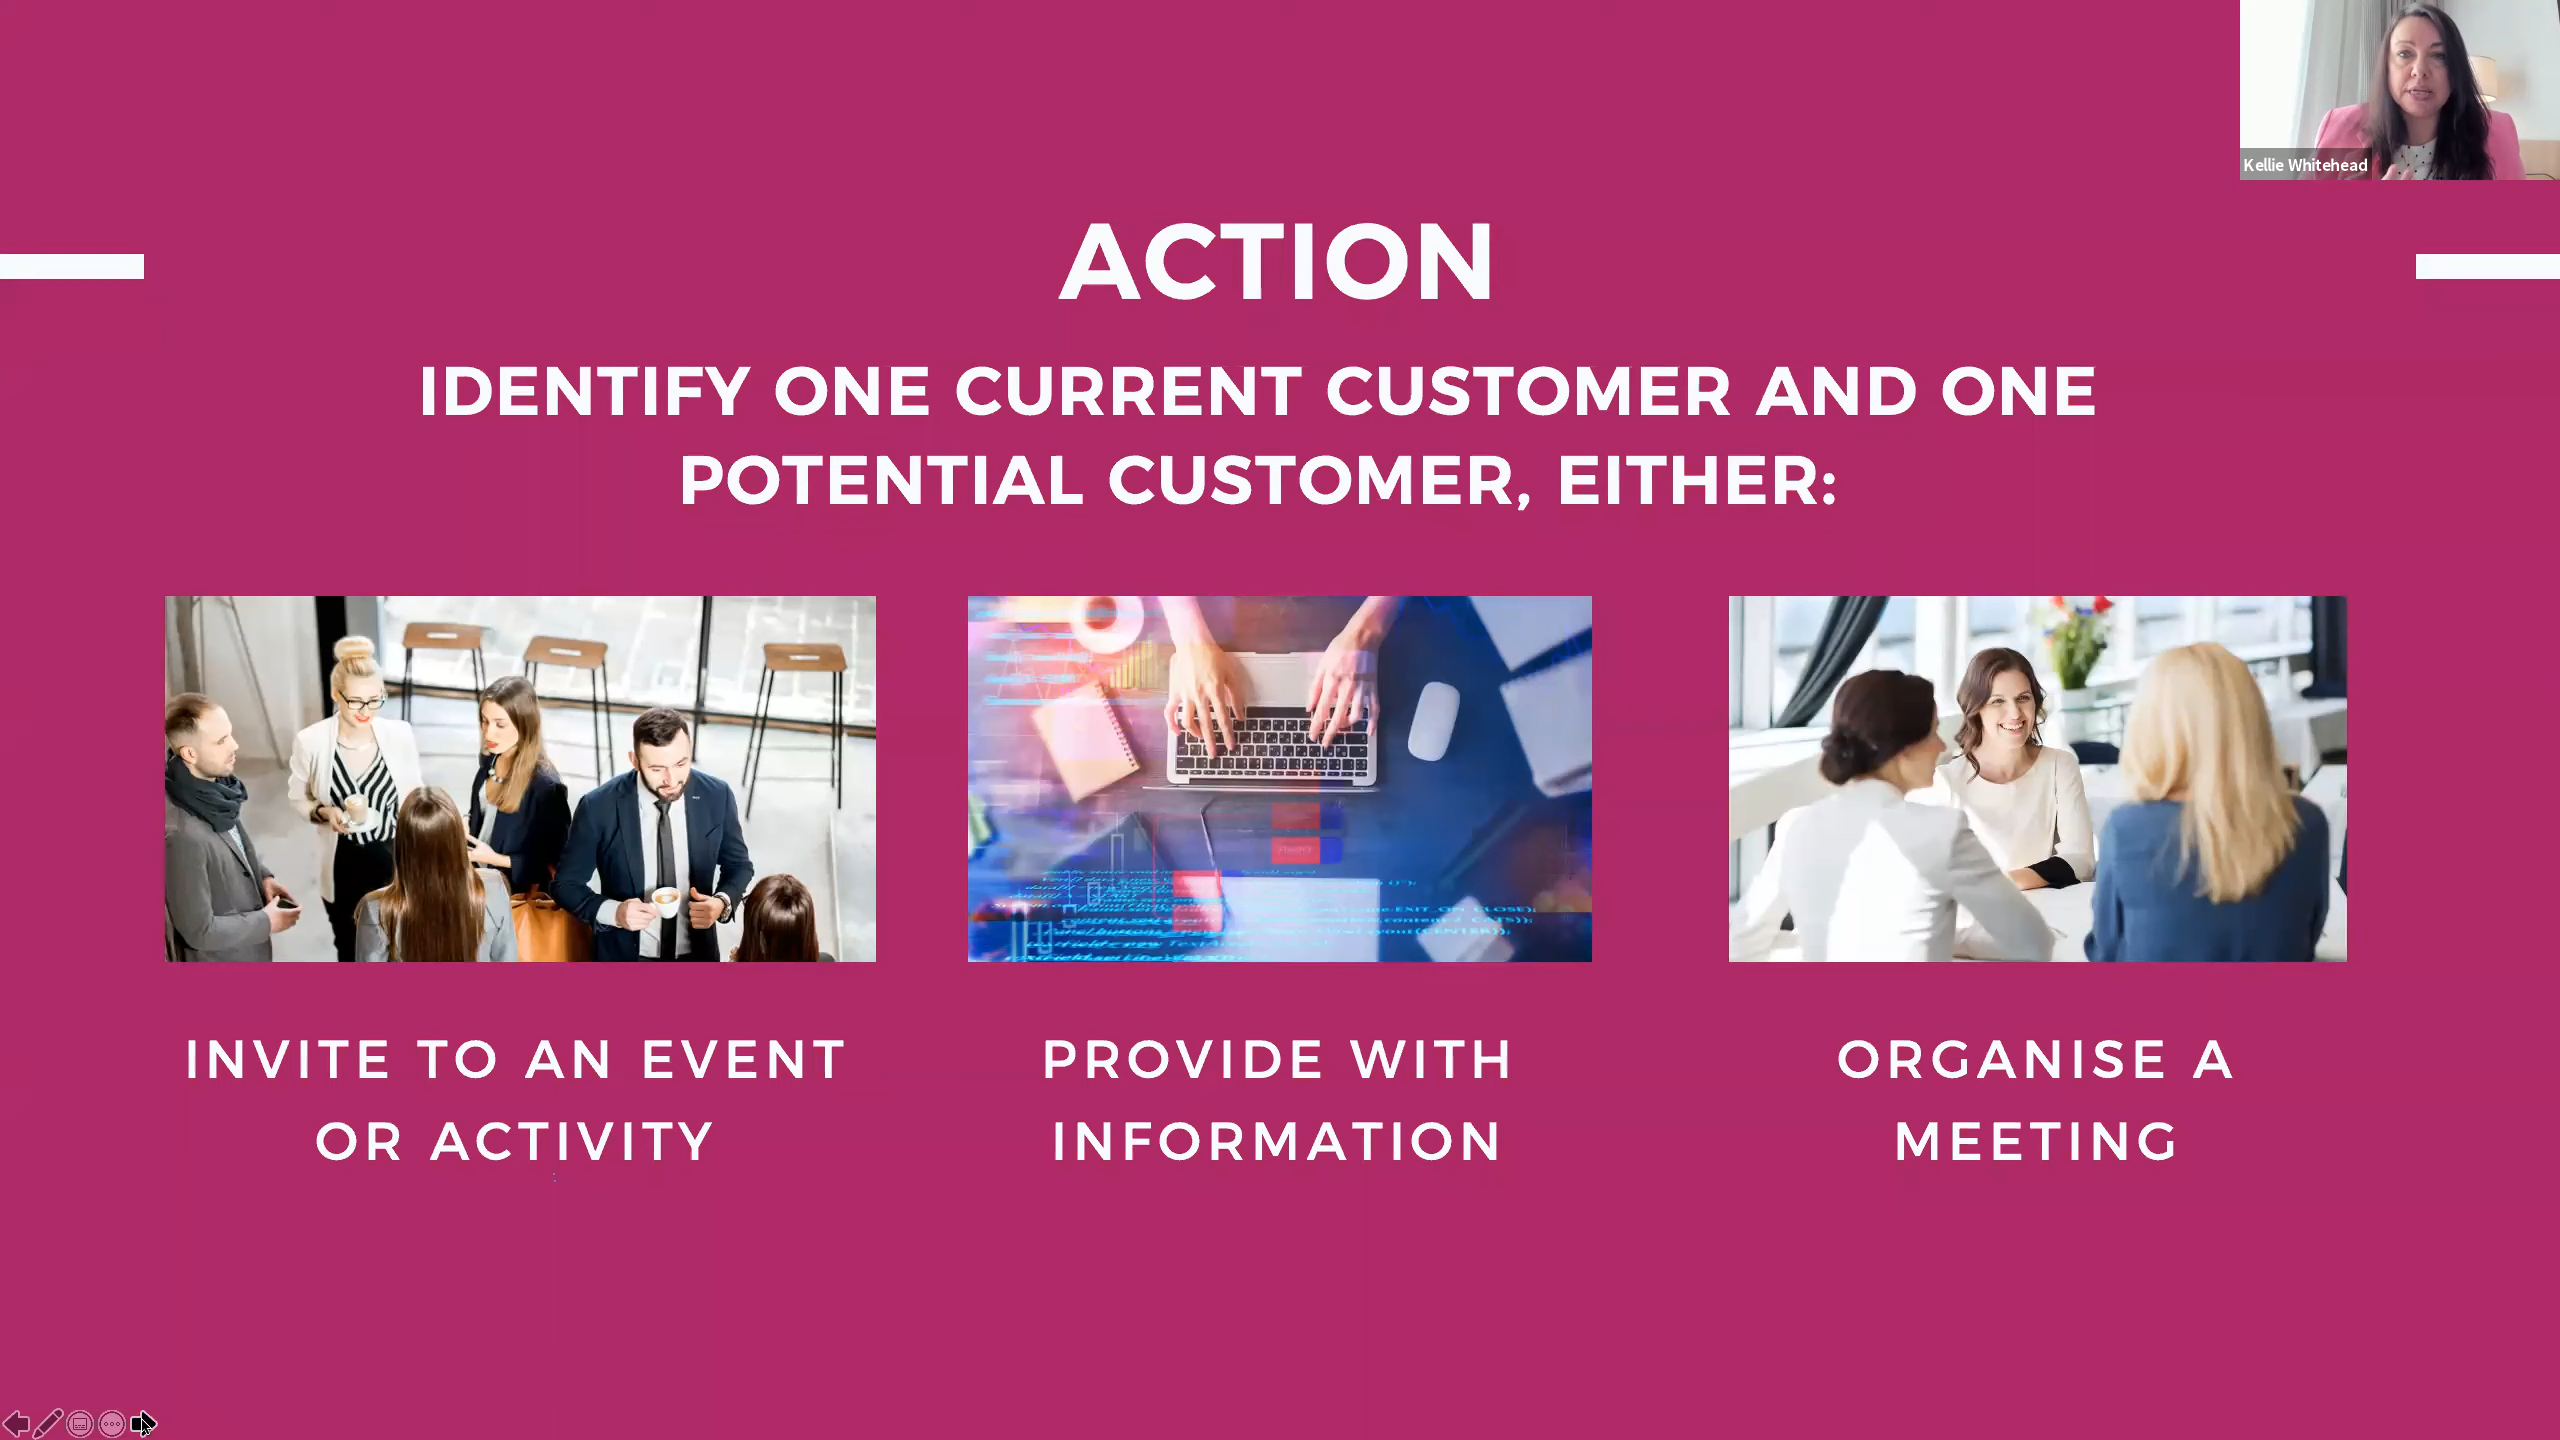 Kellie Whitehead
ACTION
IDENTIFY ONE CURRENT CUSTOMER AND ONE
POTENTIAL CUSTOMER, EITHER:
INVITE TO AN EVENT
OR ACTIVITY
PROVIDE WITH
INFORMATION
ORGANISE A
MEETING